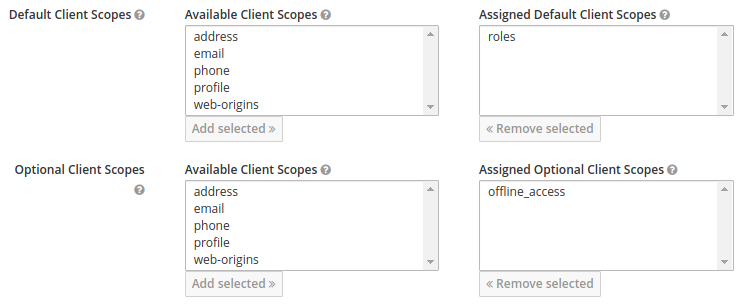 Default Client Scopes
Available Client Scopes
address
email
phone
profile
web-origins
Add selected »
Assigned Default Client Scopes
roles
« Remove selected
Optional Client Scopes
Available Client Scopes
address
email
phone
profile
web-origins
Add selected »
Assigned Optional Client Scopes
offline_access
« Remove selected